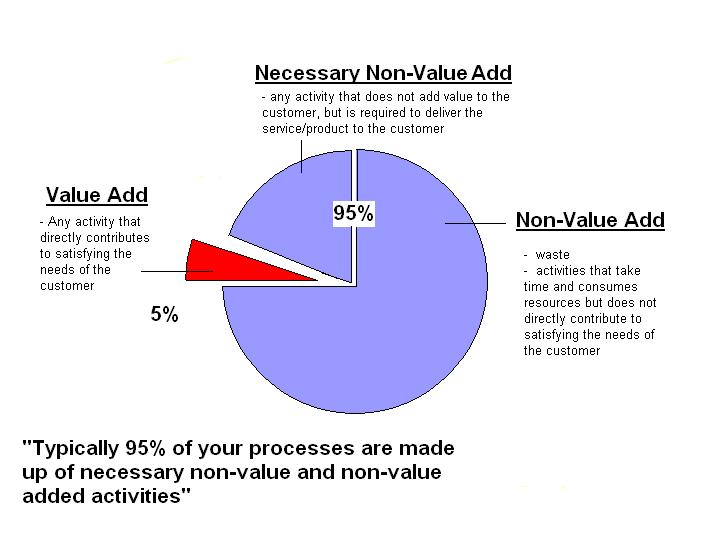 Necessary Non-Value Add
- any activity that does not add value to the
customer, but is required to deliver the
service/product to the customer
Value Add
- Any activity that
directly contributes
to satisfying the
needs of the
customer
95%
Non-Value Add
- waste
- activities that take
time and consumes
resources but does not
directly contribute to
satisfying the needs of
the customer
5%
"Typically 95% of your processes are made
up of necessary non-value and non-value
added activities"